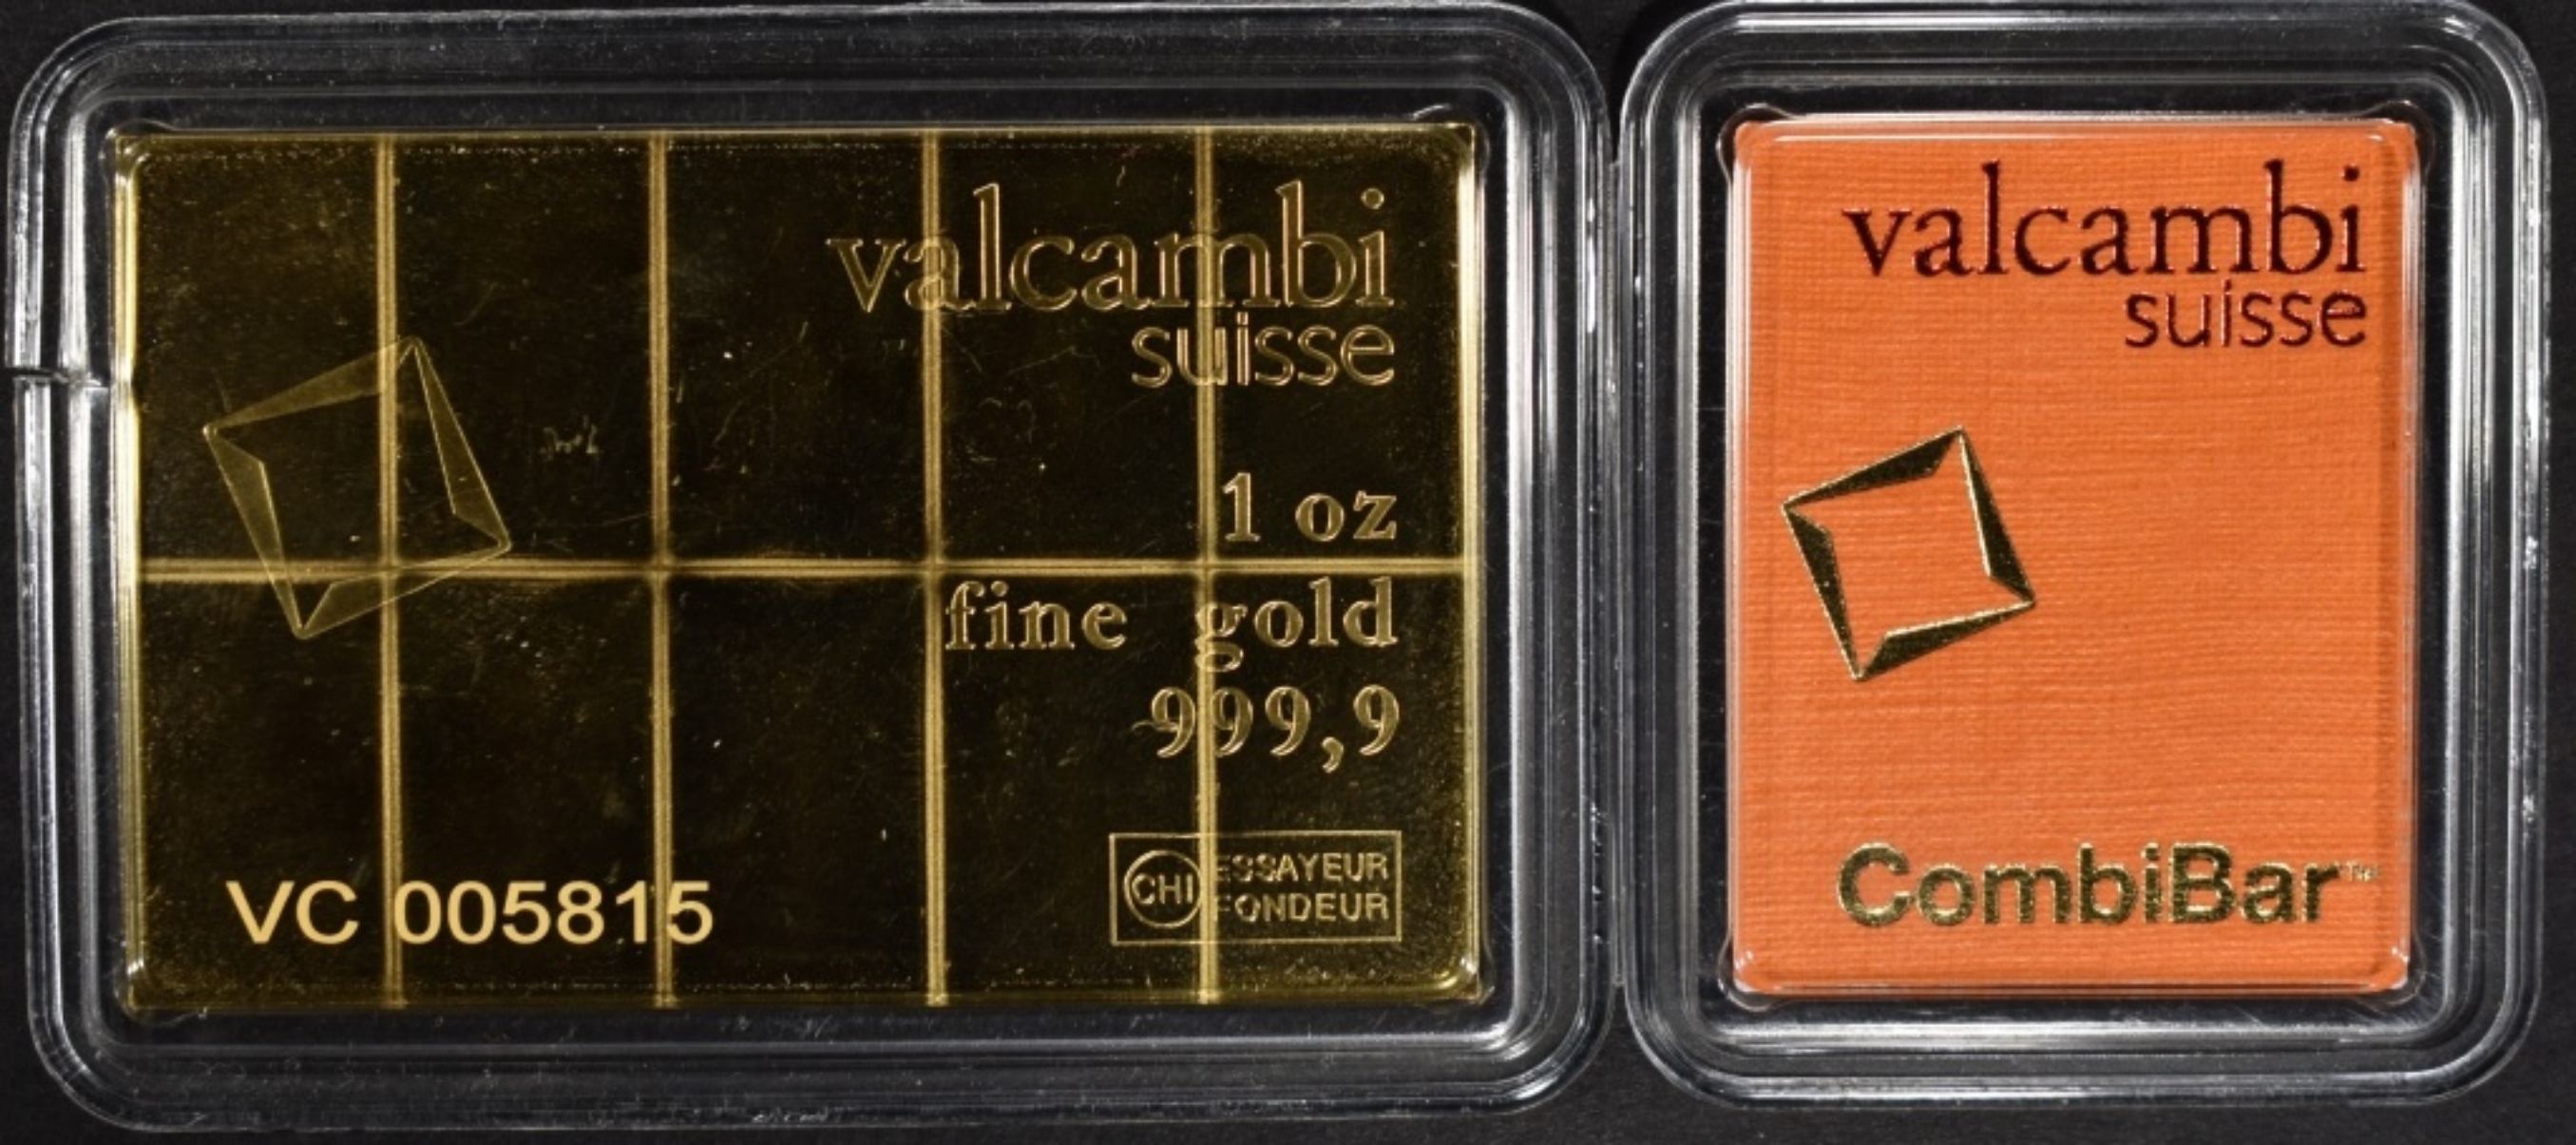 valcambi
suisse
1 oz
fine gold
999,9
CHI ESSAYEUR
FONDEUR
VC 005815
valcambi
suisse
CombiBar™